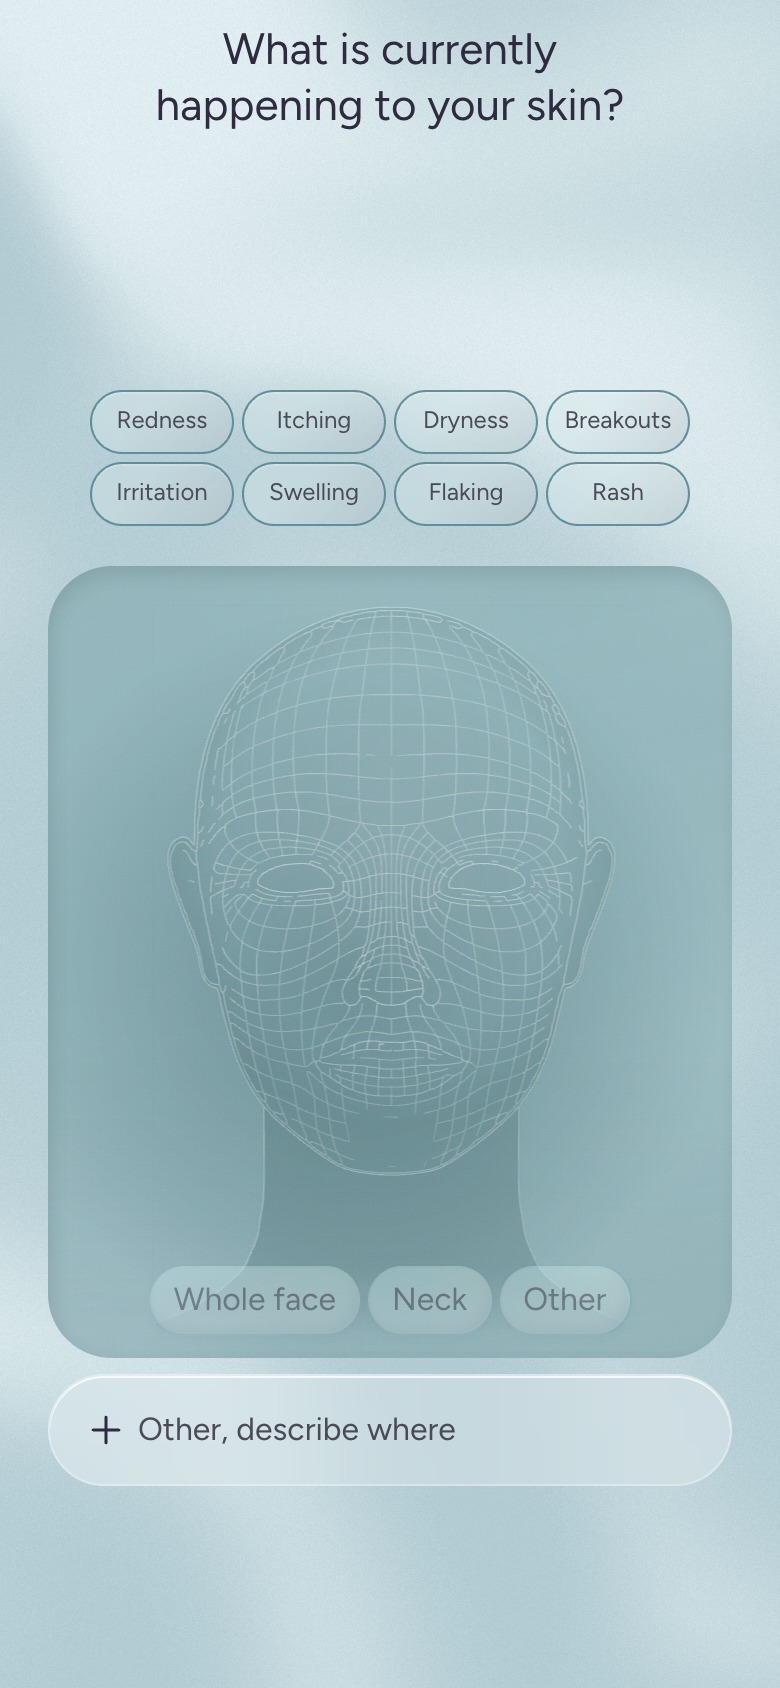 What is currently
happening to your skin?
Redness Itching Dryness Breakouts
Irritation Swelling Flaking Rash
Whole face Neck Other
Other, describe where